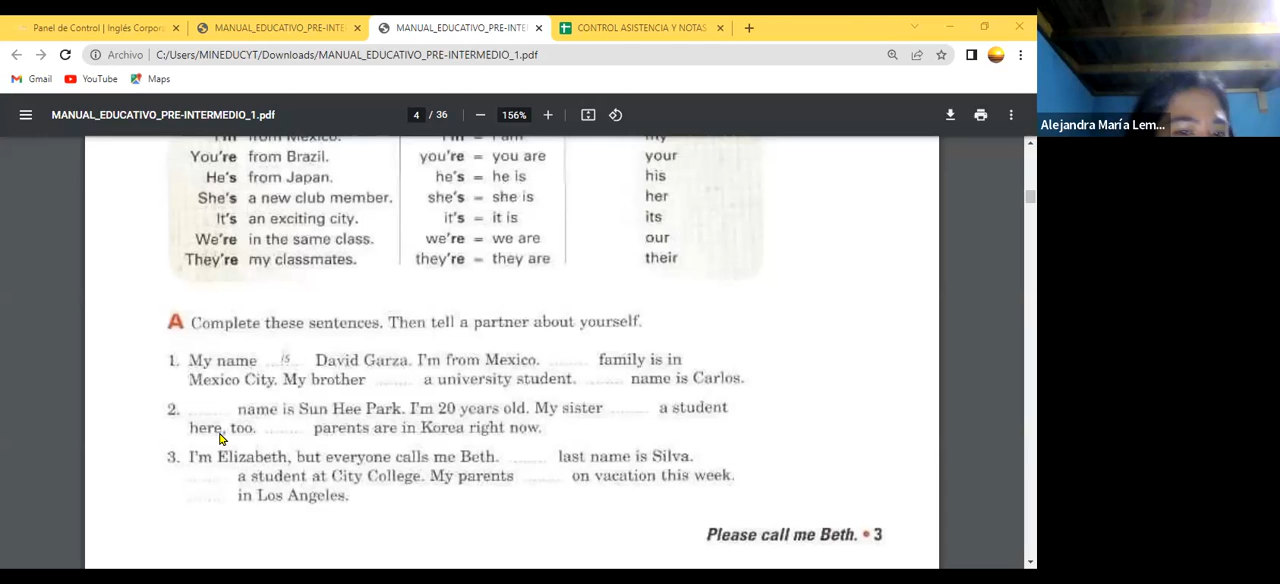 Panel de Control | Inglés Corpora
MANUAL_EDUCATIVO_PRE-INTERME
MANUAL_EDUCATIVO_PRE-INTERME
CONTROL ASISTENCIA Y NOTAS
Archivo
C:/Users/MINEDUCYT/Downloads/MANUAL_EDUCATIVO_PRE-INTERMEDIO_1.pdf
Gmail YouTube Maps
MANUAL_EDUCATIVO_PRE-INTERMEDIO_1.pdf
4 / 36
156%
Alejandra María Lem...
I'm from Mexico. I'm = I am my
You're from Brazil. you're = you are your
He's from Japan. he's = he is his
She's a new club member. she's = she is her
It's an exciting city. it's = it is its
We're in the same class. we're = we are our
They're my classmates. they're = they are their
A Complete these sentences. Then tell a partner about yourself.
1. My name is David Garza. I'm from Mexico. ........ family is in
Mexico City. My brother ........ a university student. ........ name is Carlos.
2. ........ name is Sun Hee Park. I'm 20 years old. My sister ........ a student
here, too. ........ parents are in Korea right now.
3. I'm Elizabeth, but everyone calls me Beth. ........ last name is Silva.
........ a student at City College. My parents ........ on vacation this week.
........ in Los Angeles.
Please call me Beth. • 3